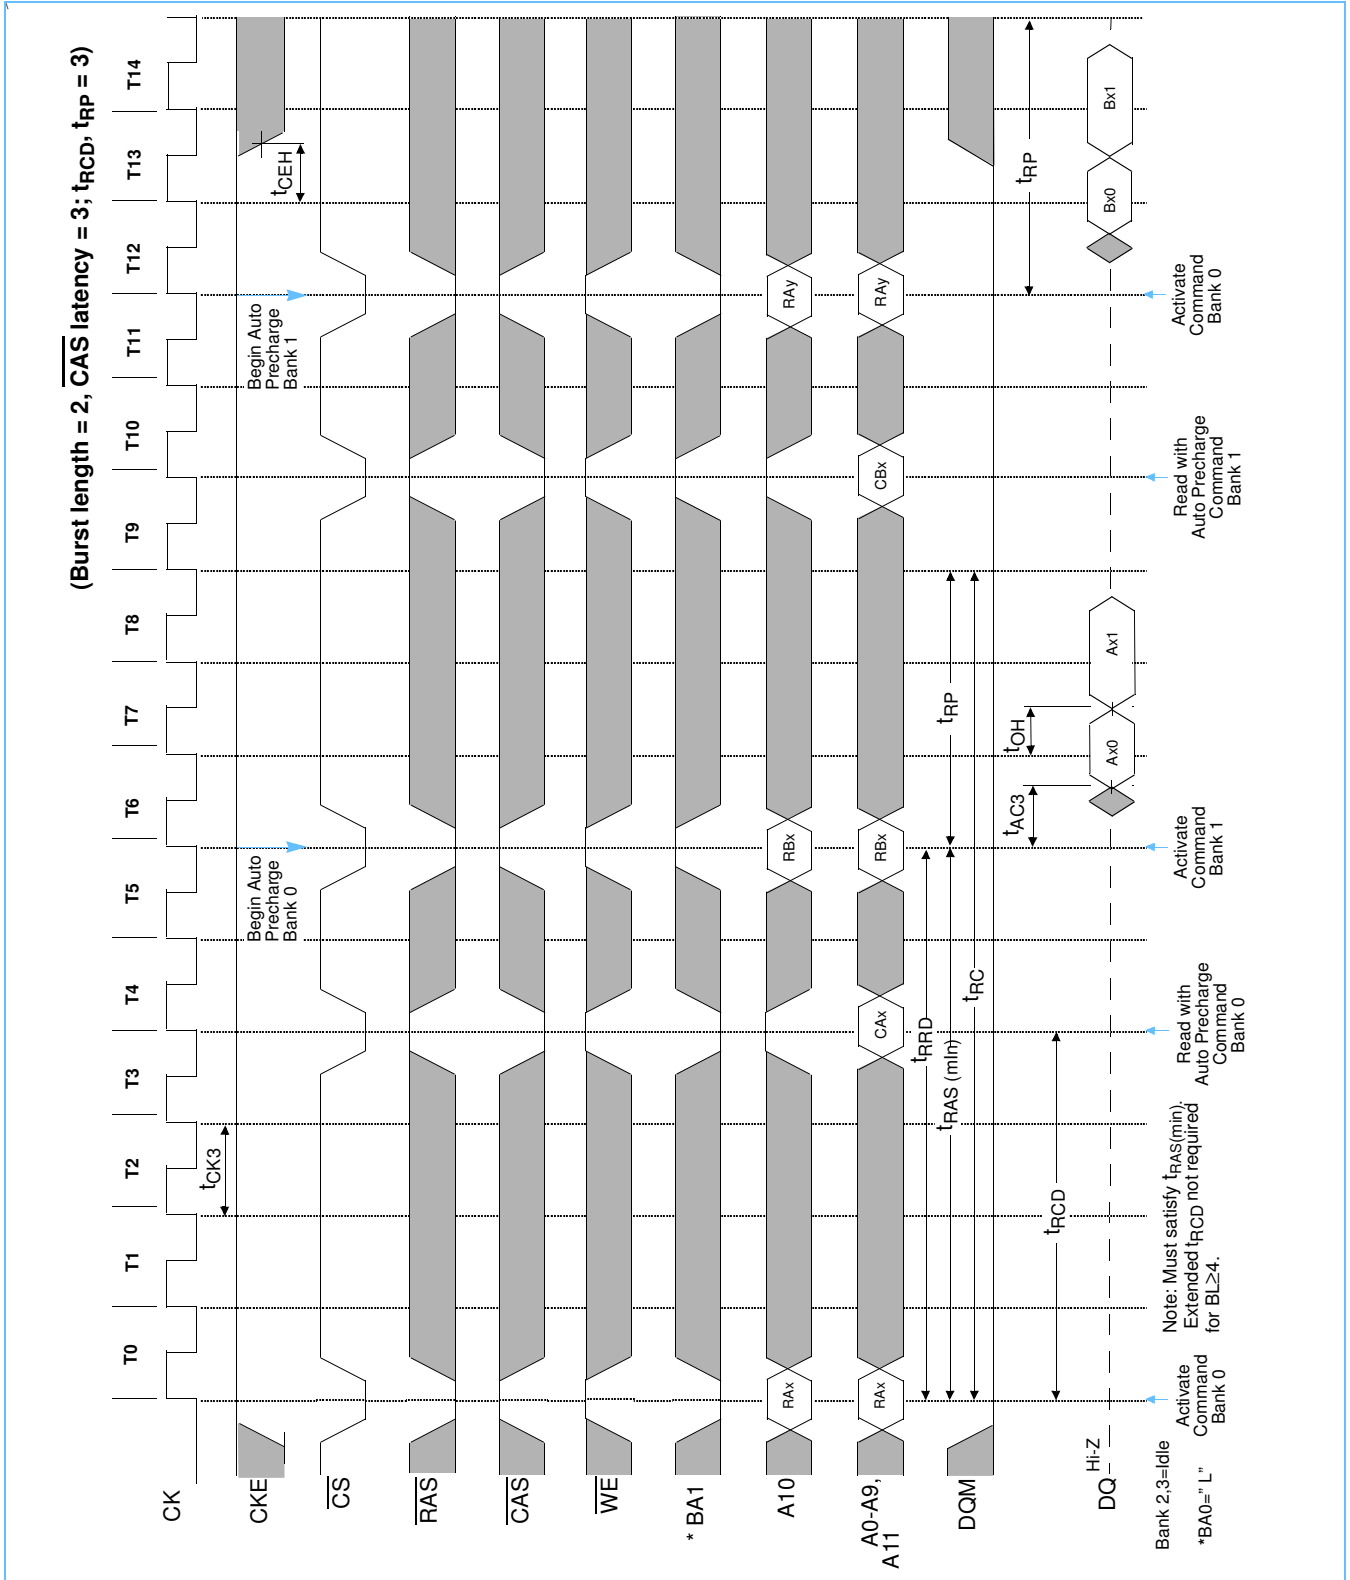 (Burst length = 2, CAS latency = 3; tRCD, tRP = 3)
T0 T1 T2 T3 T4 T5 T6 T7 T8 T9 T10 T11 T12 T13 T14
CK
tCK3
CKE
Begin Auto
Precharge
Bank 0
Begin Auto
Precharge
Bank 1
tCEH
CS
RAS
CAS
WE
* BA1
A10
RAx
RBx
RAy
A0-A9,
A11
RAx
CAx
RBx
CBx
RAy
tRRD
tRAS (mIn)
tRP
tRC
DQM
tRCD
tAC3
tOH
tRP
Hi-Z
DQ
Ax0
Ax1
Bx0
Bx1
Activate
Command
Bank 0
Note: Must satisfy tRAS(min).
Extended tRCD not required
for BL≥4.
Read with
Auto Precharge
Command
Bank 0
Activate
Command
Bank 1
Read with
Auto Precharge
Command
Bank 1
Activate
Command
Bank 0
Bank 2,3=Idle
*BA0=" L"